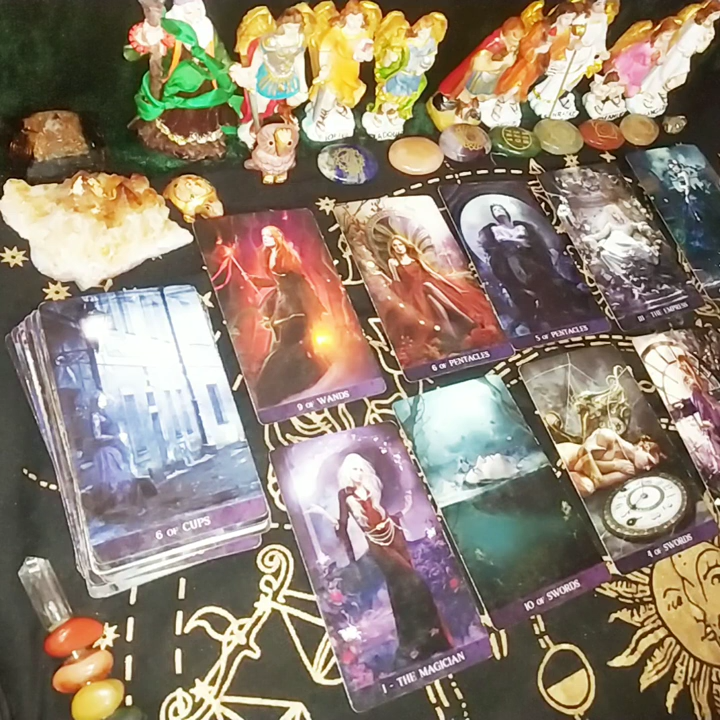 9 OF WANDS
6 OF PENTACLES
5 OF PENTACLES
III - THE EMPRESS
6 OF CUPS
I - THE MAGICIAN
10 OF SWORDS
4 OF SWORDS